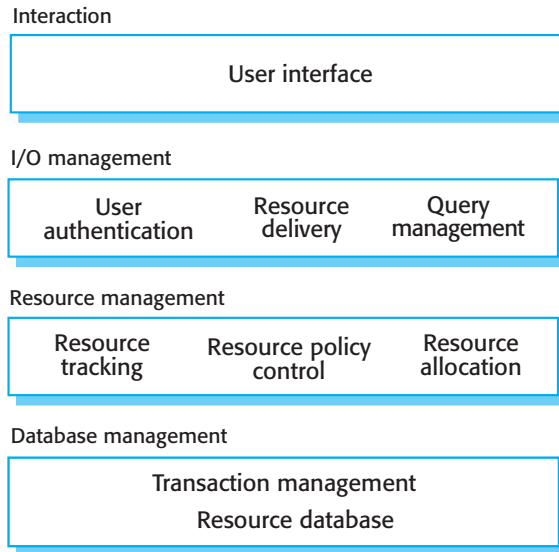 Interaction
User interface
I/O management
User
authentication
Resource
delivery
Query
management
Resource management
Resource
tracking
Resource policy
control
Resource
allocation
Database management
Transaction management
Resource database